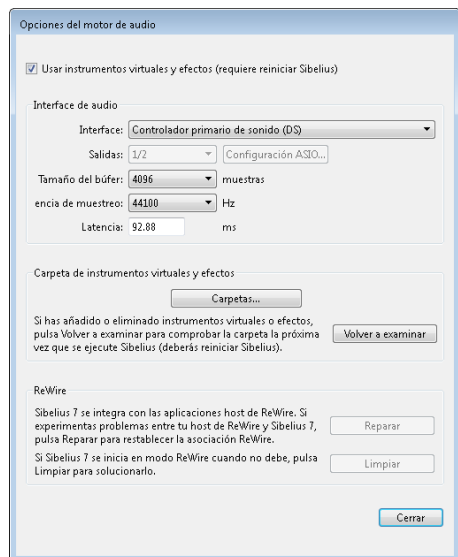 Opciones del motor de audio
Usar instrumentos virtuales y efectos (requiere reiniciar Sibelius)
Interface de audio
Interface: Controlador primario de sonido (DS)
Salidas: 1/2 Configuración ASIO...
Tamaño del búfer: 4096 muestras
encia de muestreo: 44100 Hz
Latencia: 92.88 ms
Carpeta de instrumentos virtuales y efectos
Carpetas...
Si has añadido o eliminado instrumentos virtuales o efectos,
pulsa Volver a examinar para comprobar la carpeta la próxima
vez que se ejecute Sibelius (deberás reiniciar Sibelius).
Volver a examinar
ReWire
Sibelius 7 se integra con las aplicaciones host de ReWire. Si
experimentas problemas entre tu host de ReWire y Sibelius 7,
pulsa Reparar para restablecer la asociación ReWire.
Reparar
Si Sibelius 7 se inicia en modo ReWire cuando no debe, pulsa
Limpiar para solucionarlo.
Limpiar
Cerrar